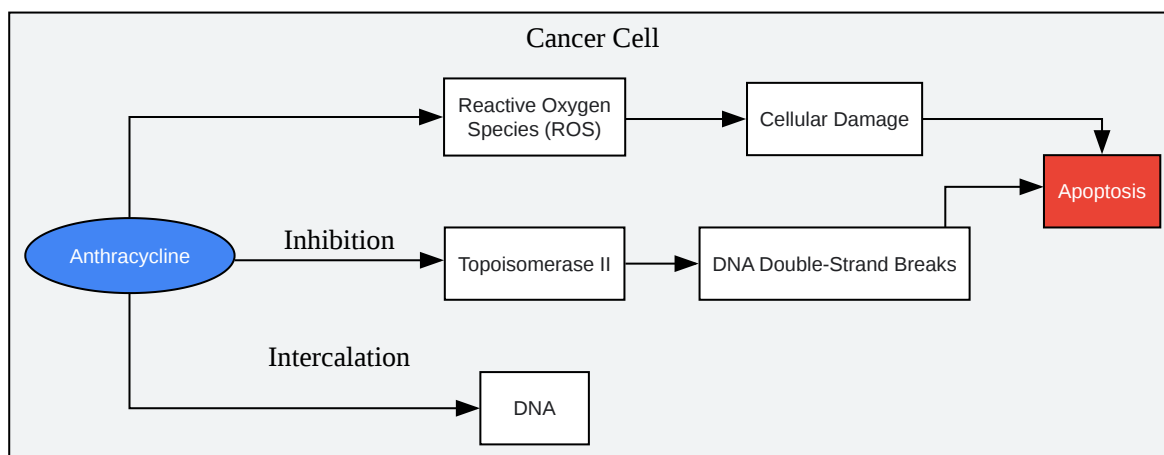 Cancer Cell
Reactive Oxygen
Species (ROS)
Cellular Damage
Apoptosis
Anthracycline
Inhibition
Topoisomerase II
DNA Double-Strand Breaks
Intercalation
DNA